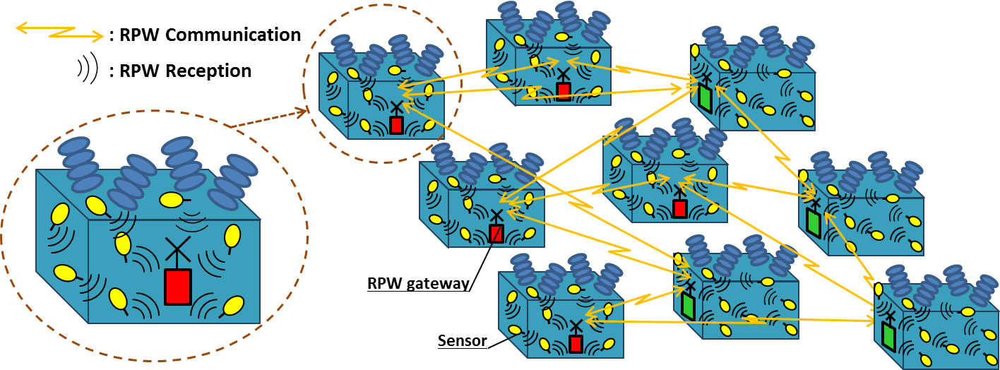 : RPW Communication
: RPW Reception
RPW gateway
Sensor